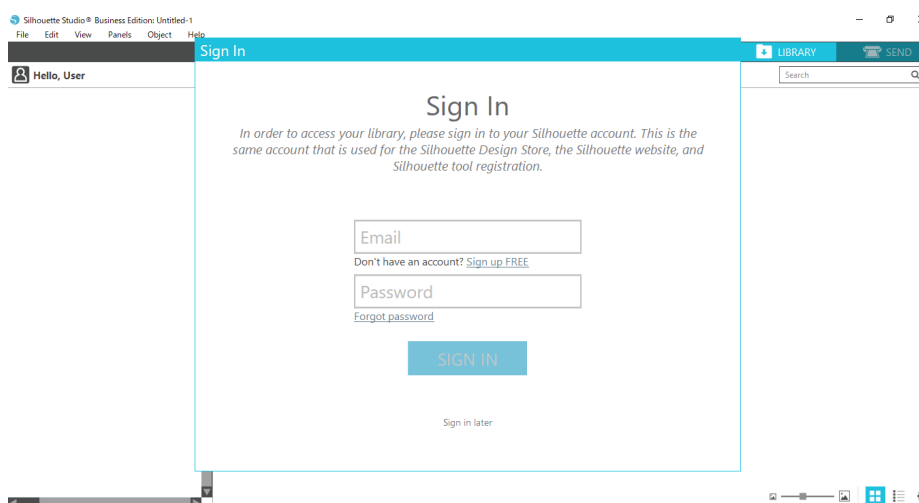 Silhouette Studio® Business Edition: Untitled-1
File Edit View Panels Object Help
Sign In
LIBRARY
SEND
Hello, User
Search
Sign In
In order to access your library, please sign in to your Silhouette account. This is the
same account that is used for the Silhouette Design Store, the Silhouette website, and
Silhouette tool registration.
Email
Don't have an account? Sign up FREE
Password
Forgot password
SIGN IN
Sign in later